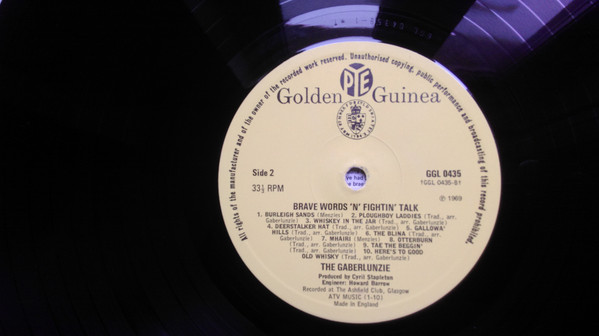 All rights of the manufacturer and of the owner of the recorded work reserved. Unauthorised copying, public performance and broadcasting of this record prohibited.
PYE
Golden Guinea
Side 2
33⅓ RPM
GGL 0435
(GGL 0435-B)
℗ 1969
BRAVE WORDS 'N' FIGHTIN' TALK
1. BURLEIGH SANDS (Menzies) 2. PLOUGHBOY LADDIES (Trad., arr.
Gaberlunzie) 3. WHISKEY IN THE JAR (Trad., arr. Gaberlunzie)
4. DEERSTALKER HAT (Trad., arr. Gaberlunzie) 5. GALLOWA'
HILLS (Trad., arr. Gaberlunzie) 6. THE BLINA (Trad., arr.
Gaberlunzie) 7. MHAIRI (Menzies) 8. OTTERBURN
(Trad., arr. Gaberlunzie) 9. TAE THE BEGGIN'
(Trad., arr. Gaberlunzie) 10. HERE'S TO GOOD
OLD WHISKY (Trad., arr. Gaberlunzie)
THE GABERLUNZIE
Produced by Cyril Stapleton
Engineer: Howard Barrow
Recorded at The Ashfield Club, Glasgow
ATV MUSIC (1-10)
Made in England